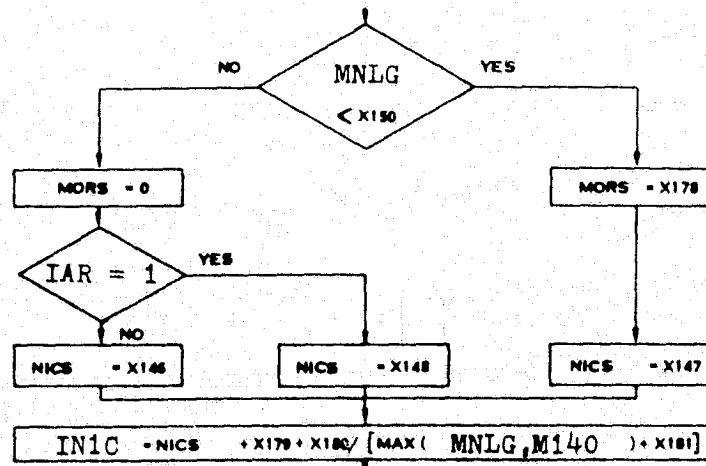 MNLG
< X150
NO
YES
MORS = 0
MORS = X178
IAR = 1
YES
NO
NICS = X146
NICS = X148
NICS = X147
IN1C = NICS + X179 + X180/[MAX( MNLG,M140 ) + X181]